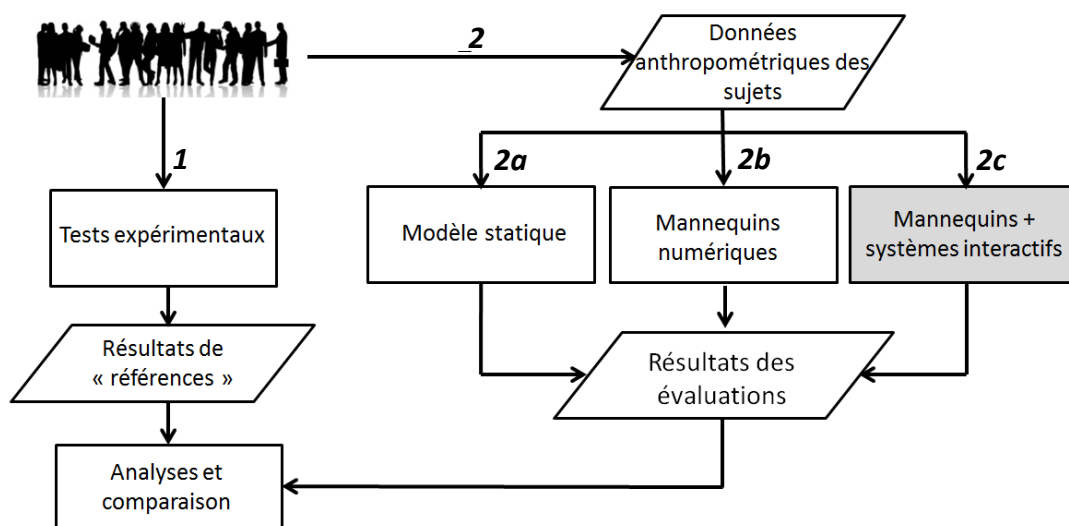 _2
Données
anthropométriques des
sujets
1
2a
2b
2c
Tests expérimentaux
Modèle statique
Mannequins
numériques
Mannequins +
systèmes interactifs
Résultats de
« références »
Résultats des
évaluations
Analyses et
comparaison